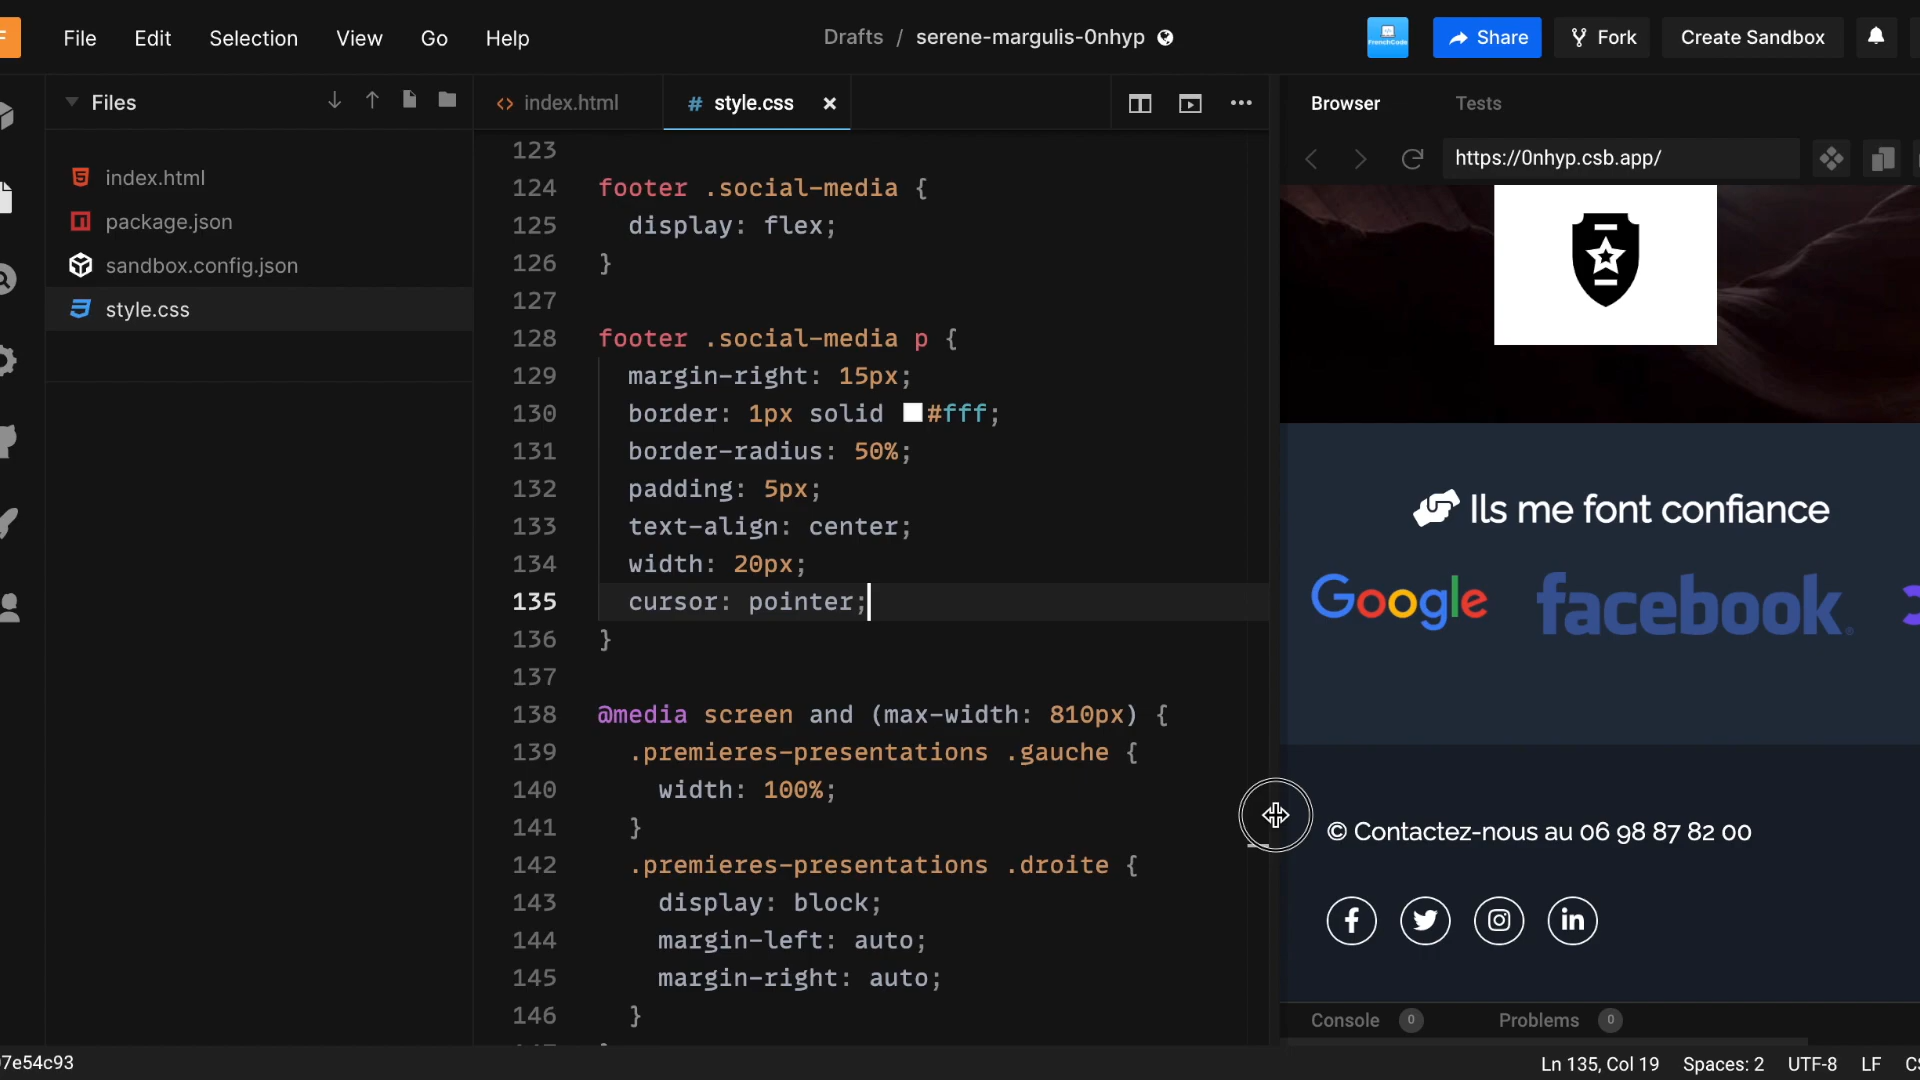 File Edit Selection View Go Help
Drafts / serene-margulis-0nhyp
FrenchCode
Share
Fork
Create Sandbox
Files
index.html
package.json
sandbox.config.json
style.css
index.html
# style.css
123
124 footer .social-media {
125 display: flex;
126 }
127
128 footer .social-media p {
129 margin-right: 15px;
130 border: 1px solid #fff;
131 border-radius: 50%;
132 padding: 5px;
133 text-align: center;
134 width: 20px;
135 cursor: pointer;
136 }
137
138 @media screen and (max-width: 810px) {
139 .premieres-presentations .gauche {
140 width: 100%;
141 }
142 .premieres-presentations .droite {
143 display: block;
144 margin-left: auto;
145 margin-right: auto;
146 }
Browser Tests
https://0nhyp.csb.app/
Ils me font confiance
Google facebook
© Contactez-nous au 06 98 87 82 00
Console 0 Problems 0
7e54c93
Ln 135, Col 19 Spaces: 2 UTF-8 LF